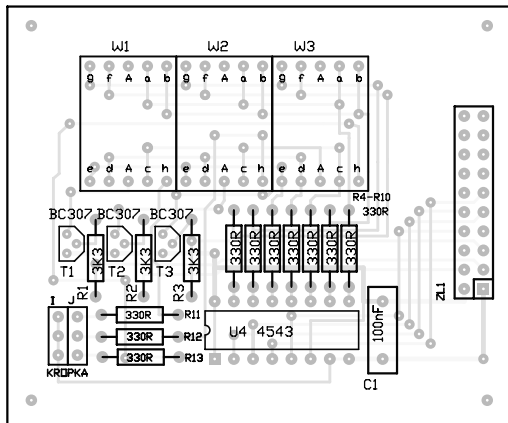 W1 W2 W3
g f A a b g f A a b g f A a b
e d A c h e d A c h e d A c h
R4-R10
330R
BC307 BC307 BC307
T1 T2 T3
3K3 3K3 3K3
R1 R2 R3
330R 330R 330R 330R 330R 330R 330R
ZL1
I J
330R R11
330R R12
330R R13
KROPKA
U4 4543
100nF
C1